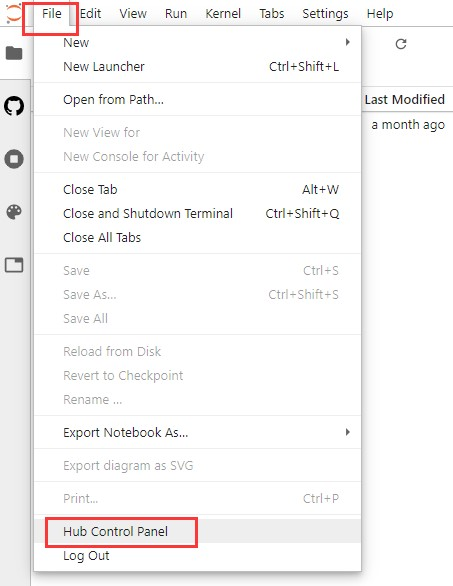 File Edit View Run Kernel Tabs Settings Help
New
New Launcher Ctrl+Shift+L
Open from Path...
Last Modified
New View for a month ago
New Console for Activity
Close Tab Alt+W
Close and Shutdown Terminal Ctrl+Shift+Q
Close All Tabs
Save Ctrl+S
Save As... Ctrl+Shift+S
Save All
Reload from Disk
Revert to Checkpoint
Rename ...
Export Notebook As...
Export diagram as SVG
Print... Ctrl+P
Hub Control Panel
Log Out